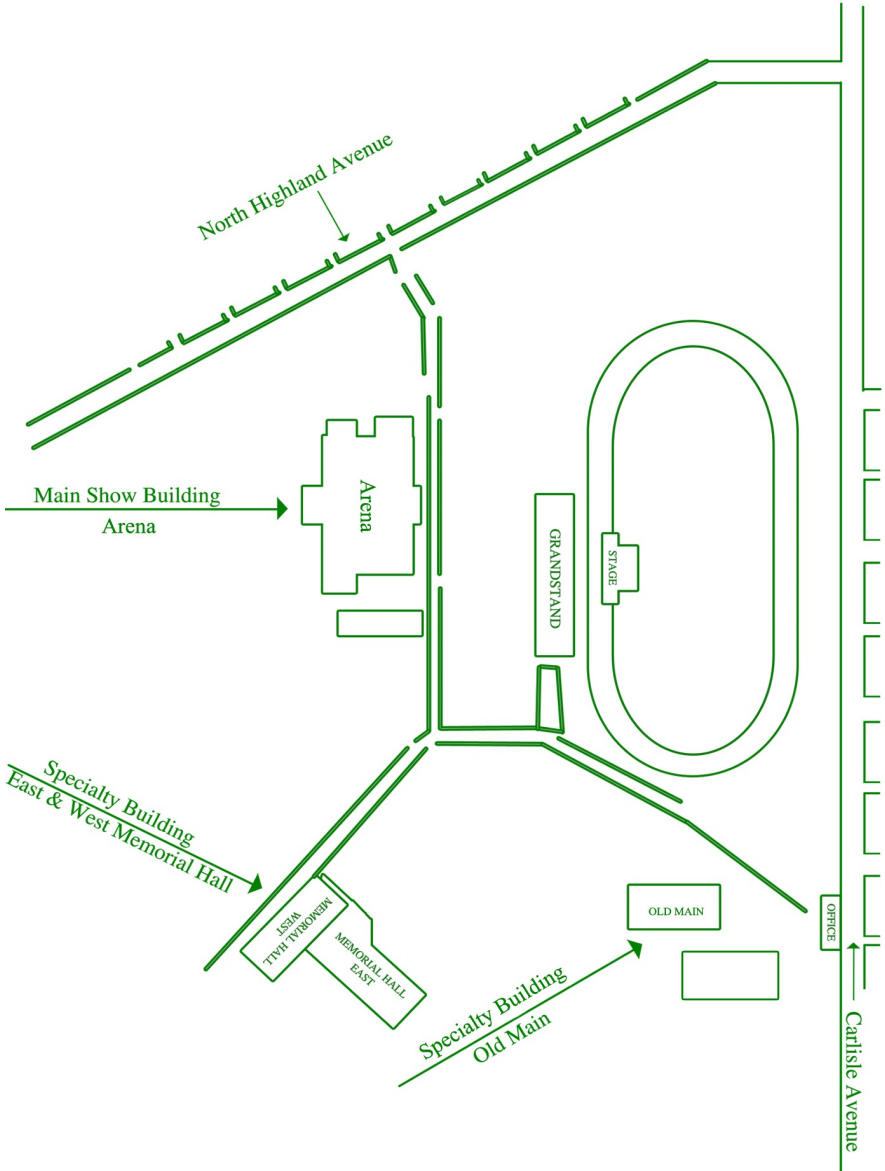 North Highland Avenue
Main Show Building
Arena
Arena
GRANDSTAND
STAGE
Specialty Building
East & West Memorial Hall
MEMORIAL HALL
WEST
MEMORIAL HALL
EAST
OLD MAIN
OFFICE
Specialty Building
Old Main
Carlisle Avenue